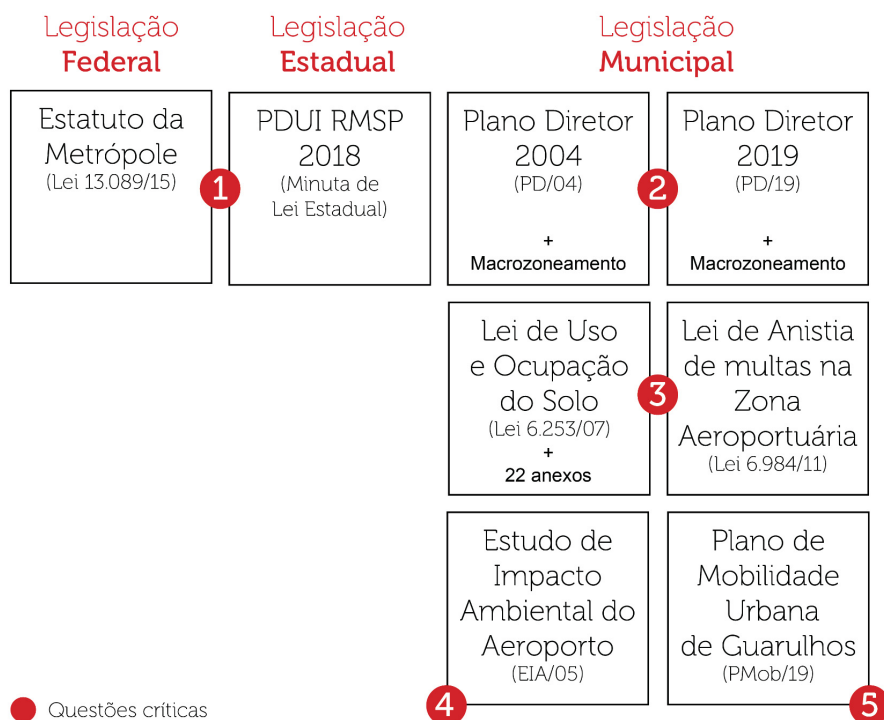 Legislação
Federal
Legislação
Estadual
Legislação
Municipal
Estatuto da
Metrópole
(Lei 13.089/15)
1
PDUI RMSP
2018
(Minuta de
Lei Estadual)
Plano Diretor
2004
(PD/04)
+
Macrozoneamento
2
Plano Diretor
2019
(PD/19)
+
Macrozoneamento
Lei de Uso
e Ocupação
do Solo
(Lei 6.253/07)
+
22 anexos
3
Lei de Anistia
de multas na
Zona
Aeroportuária
(Lei 6.984/11)
Estudo de
Impacto
Ambiental do
Aeroporto
(EIA/05)
4
Plano de
Mobilidade
Urbana
de Guarulhos
(PMob/19)
5
Questões críticas